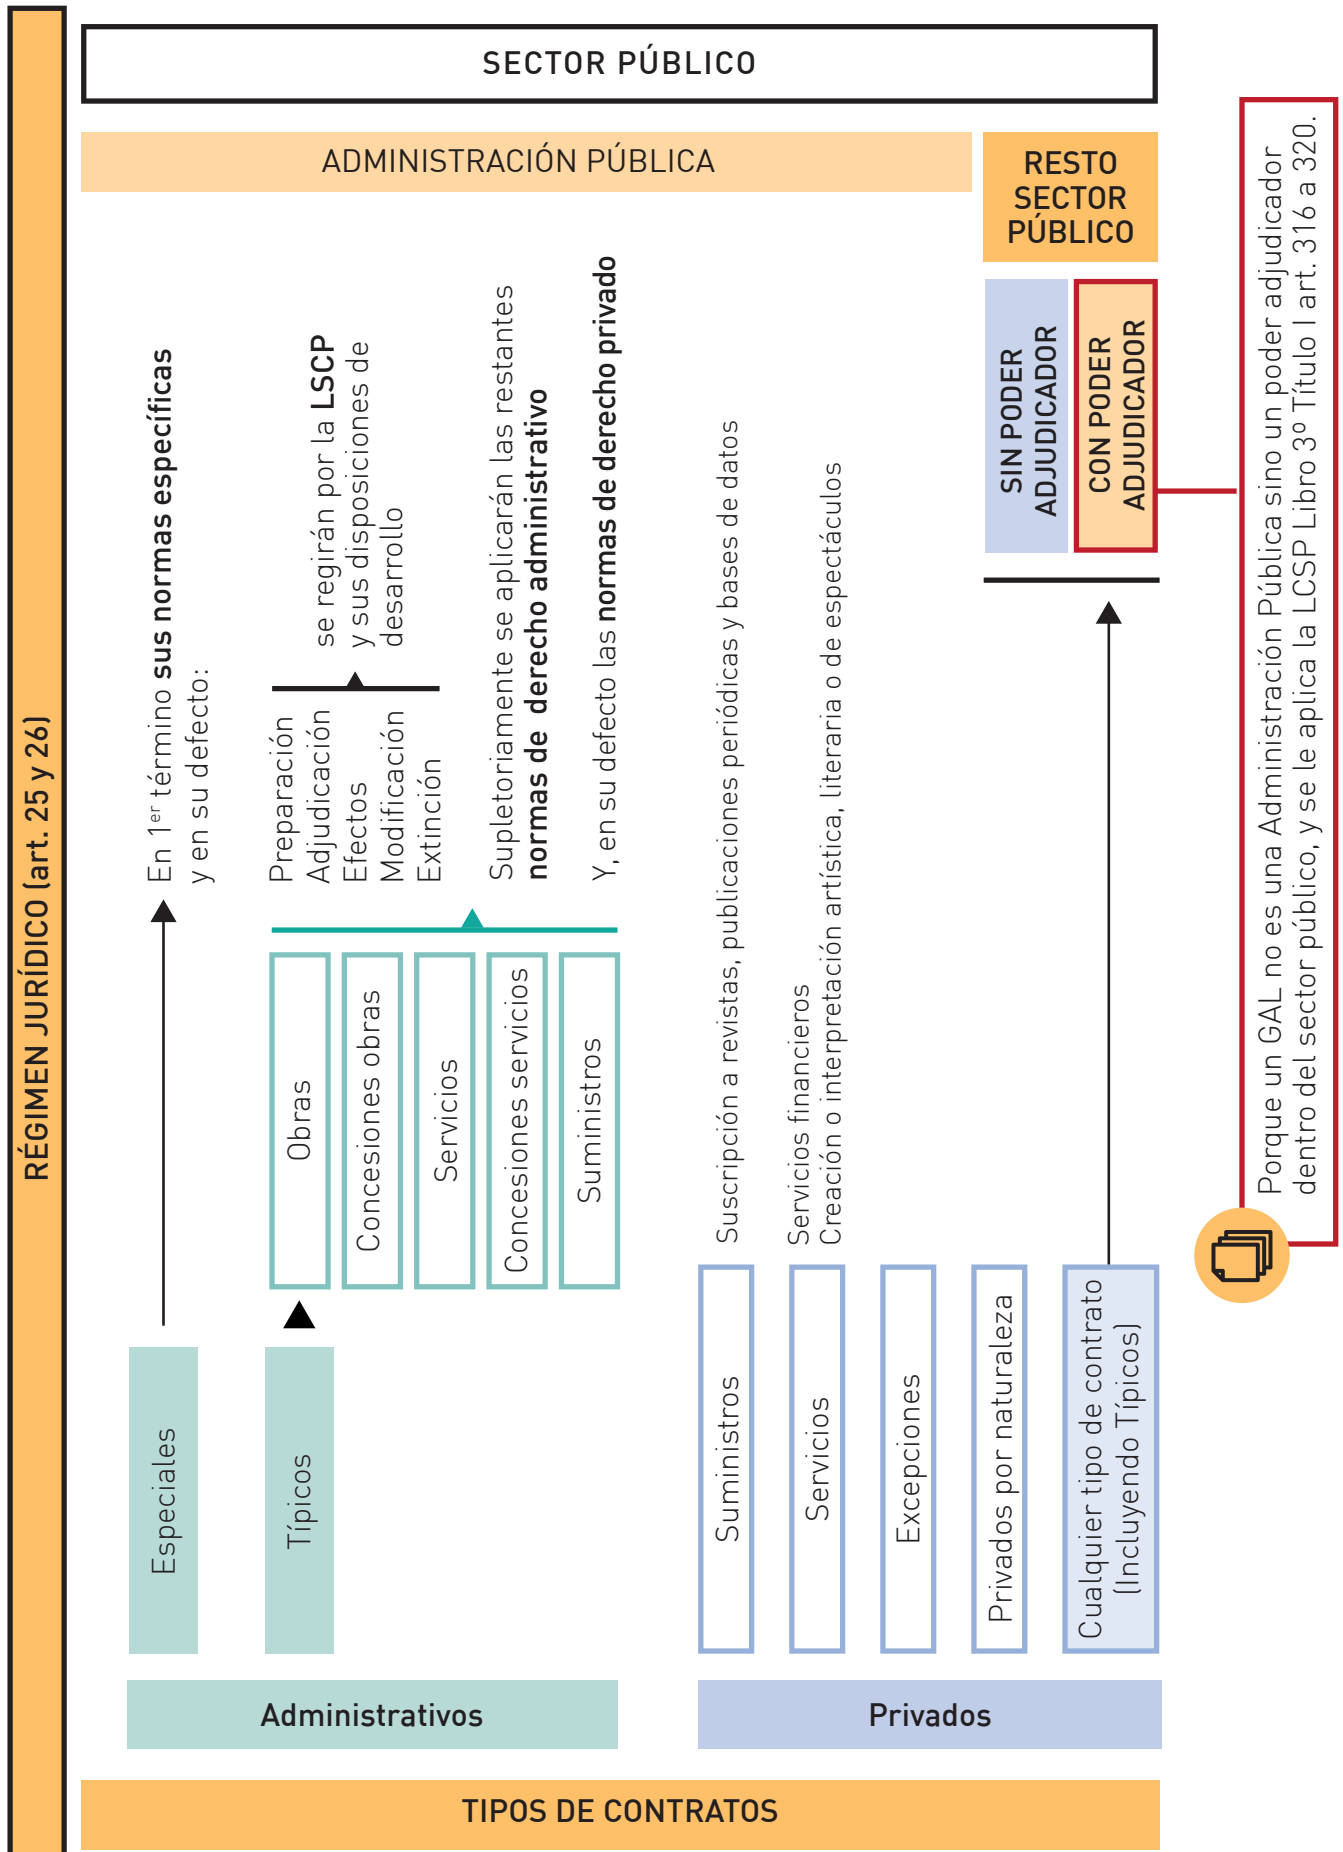 RÉGIMEN JURÍDICO (art. 25 y 26)
SECTOR PÚBLICO
ADMINISTRACIÓN PÚBLICA
RESTO
SECTOR
PÚBLICO
SIN PODER
ADJUDICADOR
CON PODER
ADJUDICADOR
En 1er término sus normas específicas
y en su defecto:
Preparación
Adjudicación
Efectos
Modificación
Extinción
se regirán por la LSCP
y sus disposiciones de
desarrollo
Supletoriamente se aplicarán las restantes
normas de derecho administrativo
Y, en su defecto las normas de derecho privado
Obras
Concesiones obras
Servicios
Concesiones servicios
Suministros
Especiales
Típicos
Administrativos
Suscripción a revistas, publicaciones periódicas y bases de datos
Servicios financieros
Creación o interpretación artística, literaria o de espectáculos
Suministros
Servicios
Excepciones
Privados por naturaleza
Cualquier tipo de contrato
(Incluyendo Típicos)
Privados
TIPOS DE CONTRATOS
Porque un GAL no es una Administración Pública sino un poder adjudicador
dentro del sector público, y se le aplica la LCSP Libro 3º Título I art. 316 a 320.